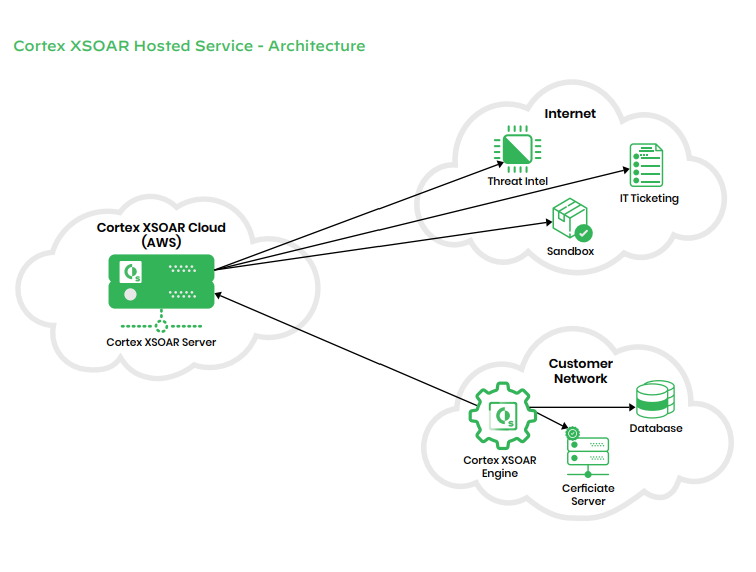 Cortex XSOAR Hosted Service - Architecture
Internet
Threat Intel
IT Ticketing
Sandbox
Cortex XSOAR Cloud
(AWS)
S
Cortex XSOAR Server
Customer
Network
S
Cortex XSOAR
Engine
Database
Cerficiate
Server